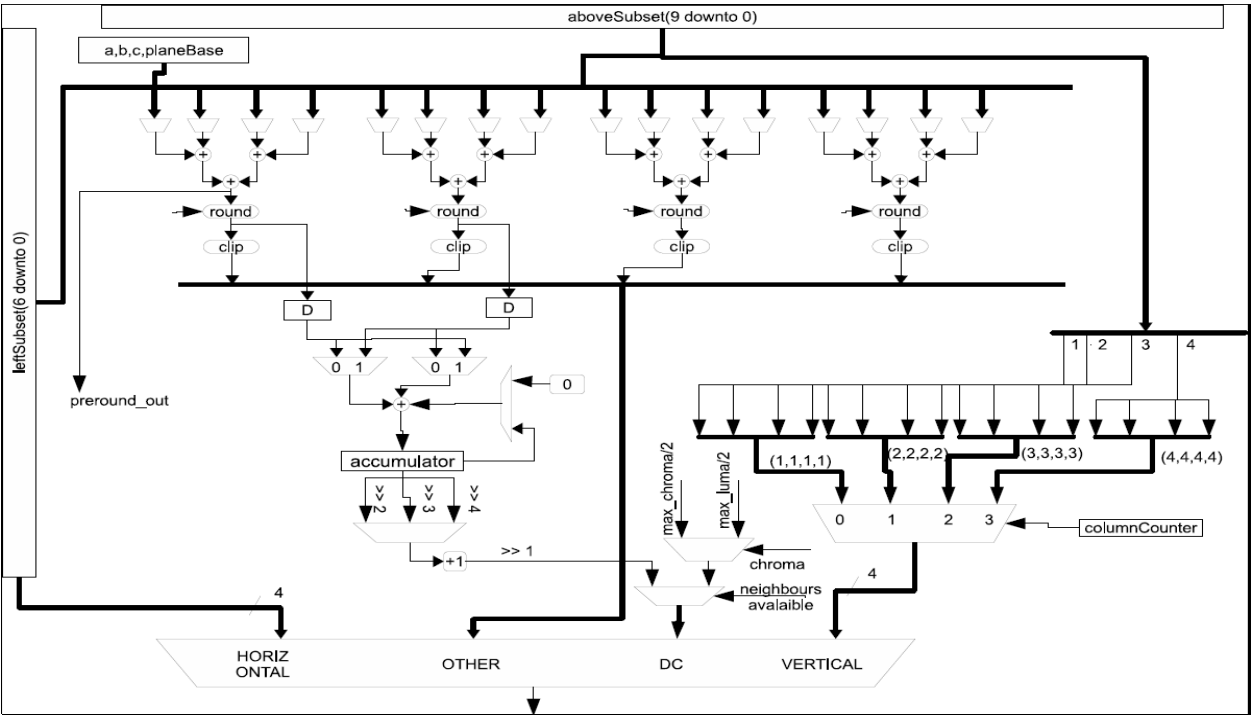 aboveSubset(9 downto 0)
a,b,c,planeBase
leftSubset(6 downto 0)
+ + + + + + + +
+ + + +
round round round round
clip clip clip clip
D D
1 2 3 4
0 1 0 1
0
preround_out
+
(1,1,1,1) (2,2,2,2) (3,3,3,3) (4,4,4,4)
accumulator
>>2 >>3 >>4
max_chroma/2 max_luma/2
0 1 2 3
columnCounter
+1 >> 1
chroma
neighbours
avalaible
4 4
HORIZ
ONTAL
OTHER DC VERTICAL